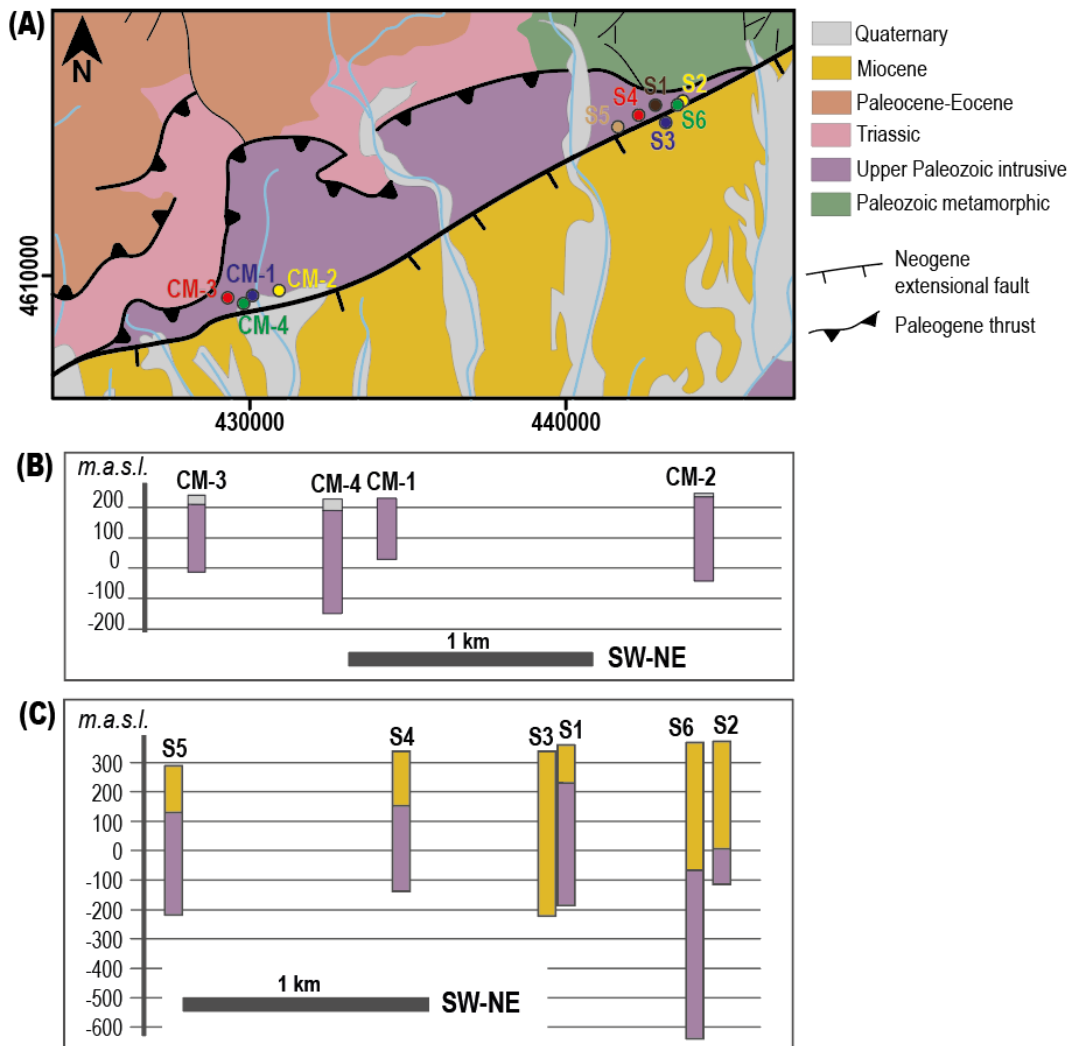 (A)
N
S1
S2
S4
S5
S6
S3
CM-1
CM-2
CM-3
CM-4
4610000
430000
440000
Quaternary
Miocene
Paleocene-Eocene
Triassic
Upper Paleozoic intrusive
Paleozoic metamorphic
Neogene
extensional fault
Paleogene thrust
(B)
m.a.s.l.
CM-3
CM-4
CM-1
CM-2
200
100
0
-100
-200
1 km
SW-NE
(C)
m.a.s.l.
S5
S4
S3
S1
S6
S2
300
200
100
0
-100
-200
-300
-400
-500
-600
1 km
SW-NE